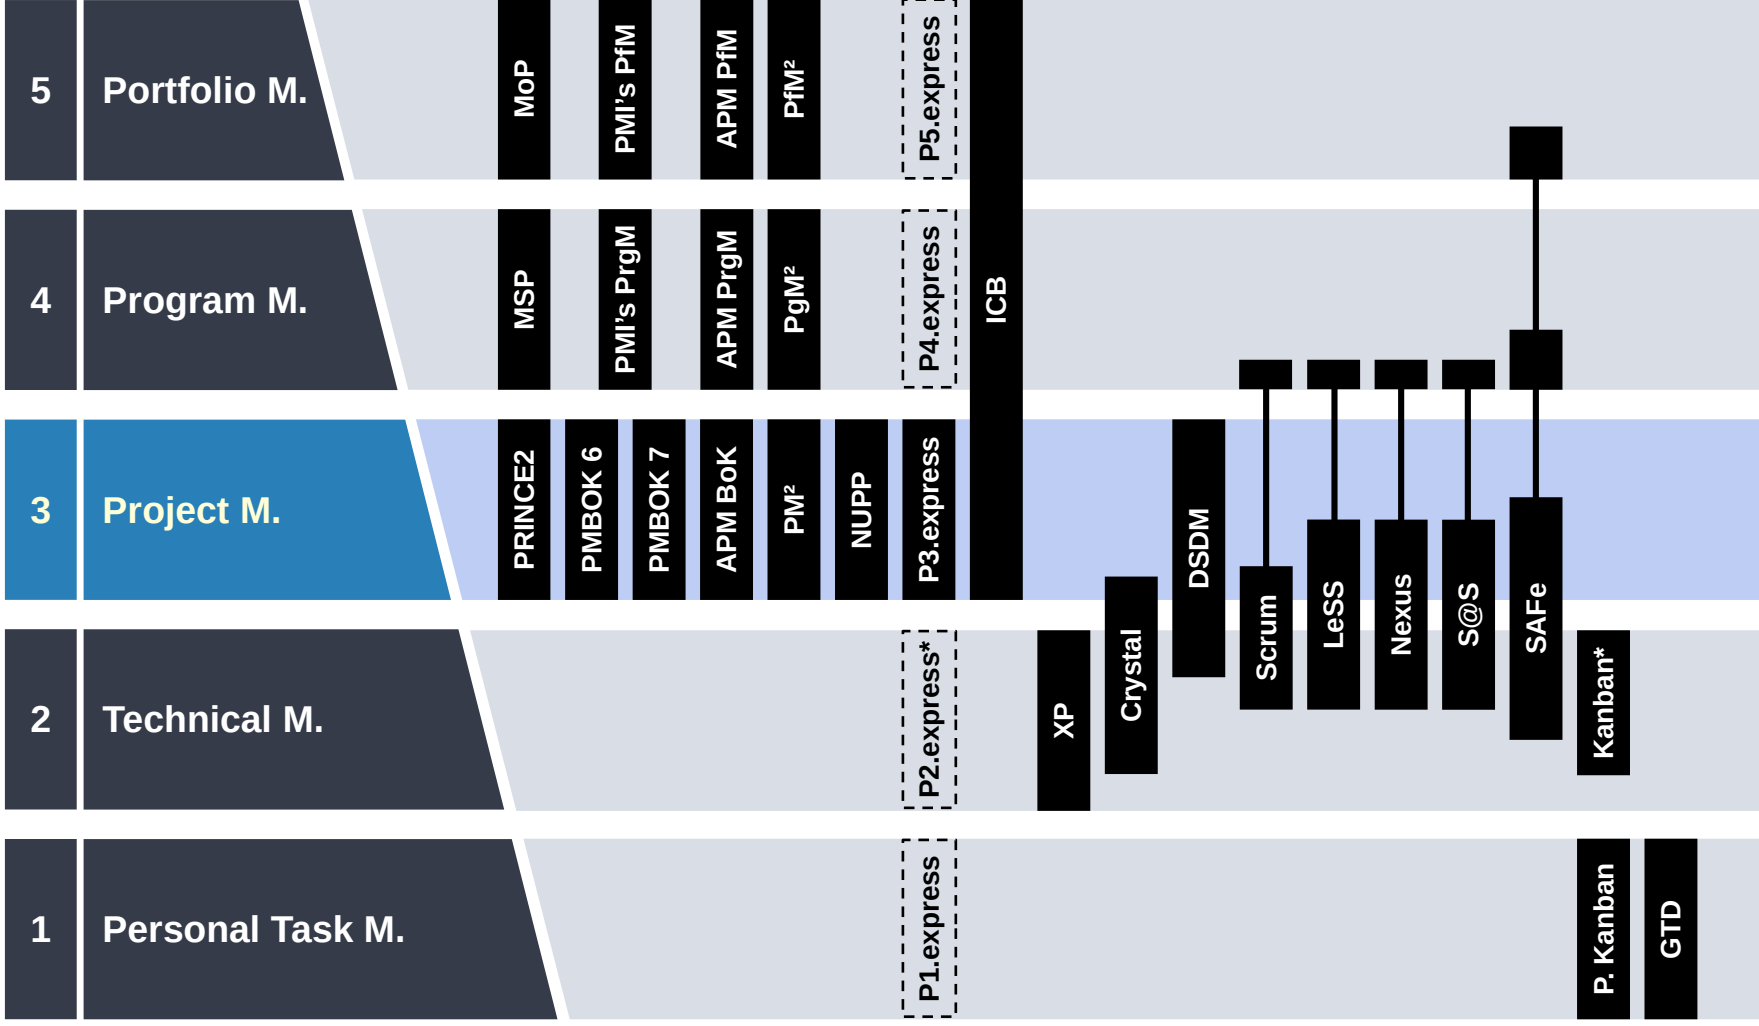 5
Portfolio M.
MoP
PMI’s PfM
APM PfM
PfM²
P5.express
4
Program M.
MSP
PMI’s PrgM
APM PrgM
PgM²
P4.express
ICB
3
Project M.
PRINCE2
PMBOK 6
PMBOK 7
APM BoK
PM²
NUPP
P3.express
DSDM
2
Technical M.
P2.express*
XP
Crystal
Scrum
LeSS
Nexus
S@S
SAFe
Kanban*
1
Personal Task M.
P1.express
P. Kanban
GTD